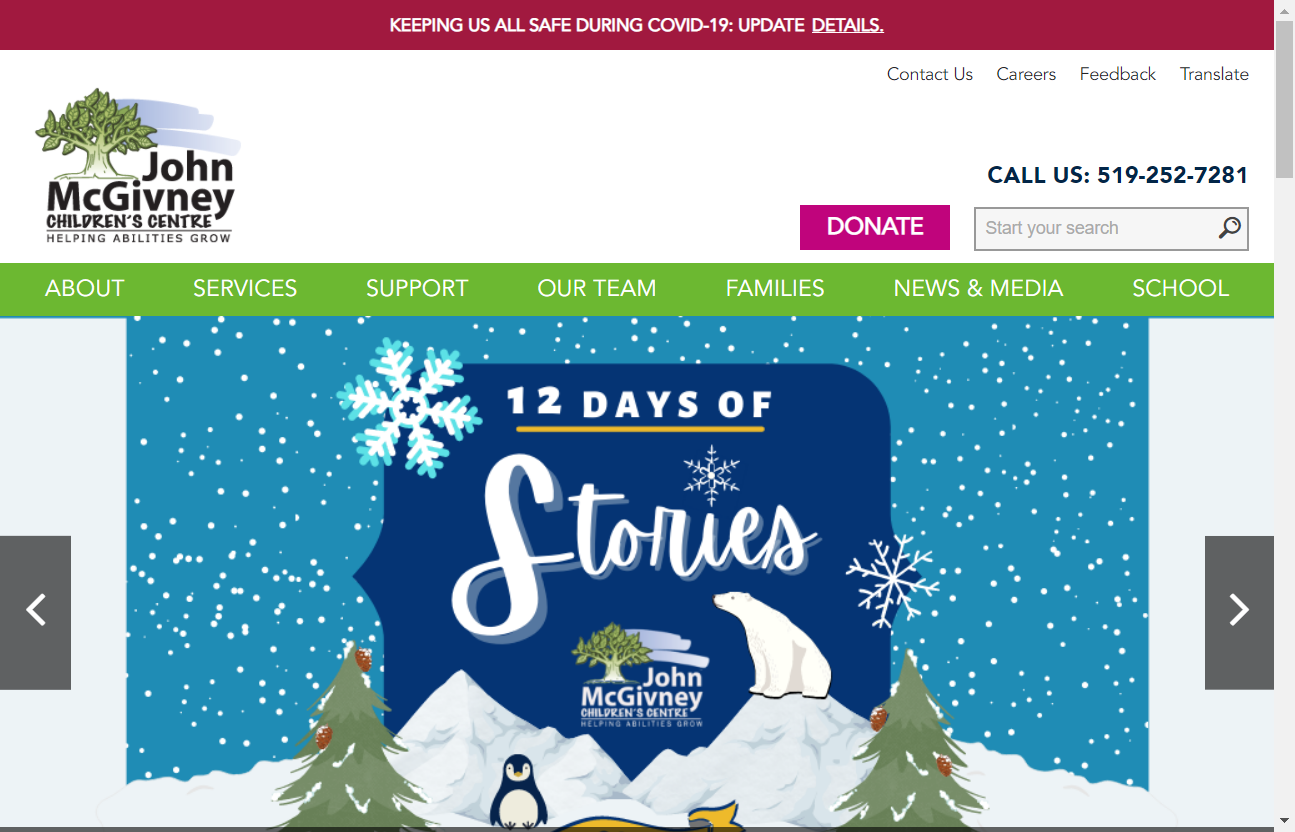 KEEPING US ALL SAFE DURING COVID-19: UPDATE DETAILS.
Contact Us Careers Feedback Translate
John
McGivney
CHILDREN'S CENTRE
HELPING ABILITIES GROW
CALL US: 519-252-7281
DONATE
Start your search
ABOUT SERVICES SUPPORT OUR TEAM FAMILIES NEWS & MEDIA SCHOOL
12 DAYS OF
Stories
John
McGivney
CHILDREN'S CENTRE
HELPING ABILITIES GROW